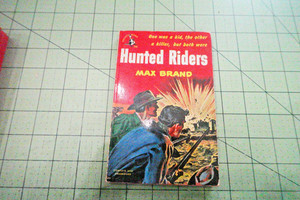 One was a kid, the other
a killer, but both were
Hunted Riders
MAX BRAND